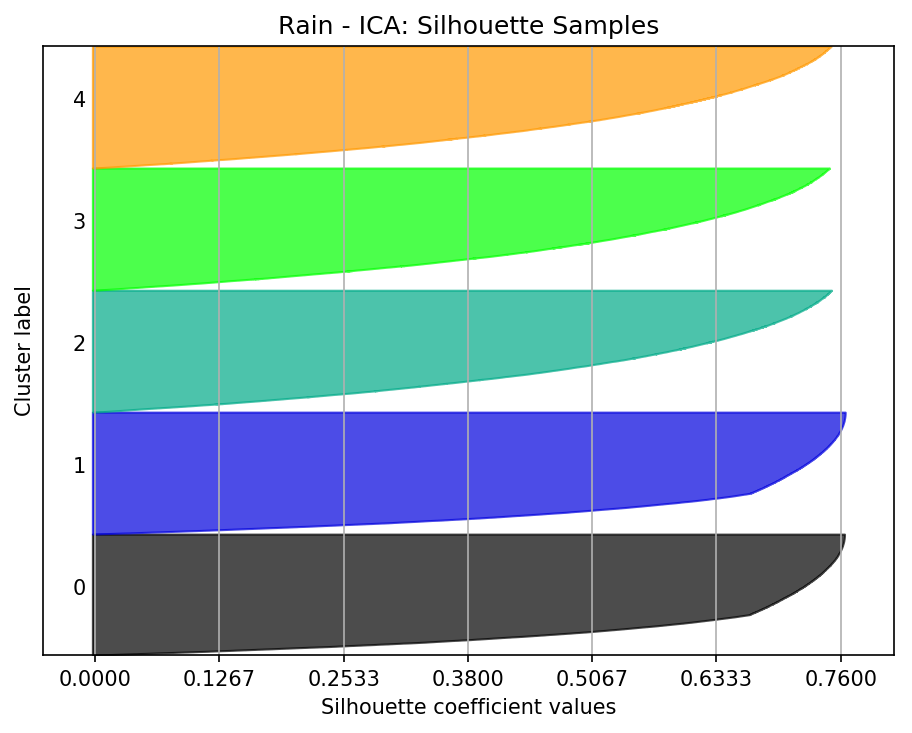 Rain - ICA: Silhouette Samples
Cluster label
4
3
2
1
0
0.0000 0.1267 0.2533 0.3800 0.5067 0.6333 0.7600
Silhouette coefficient values